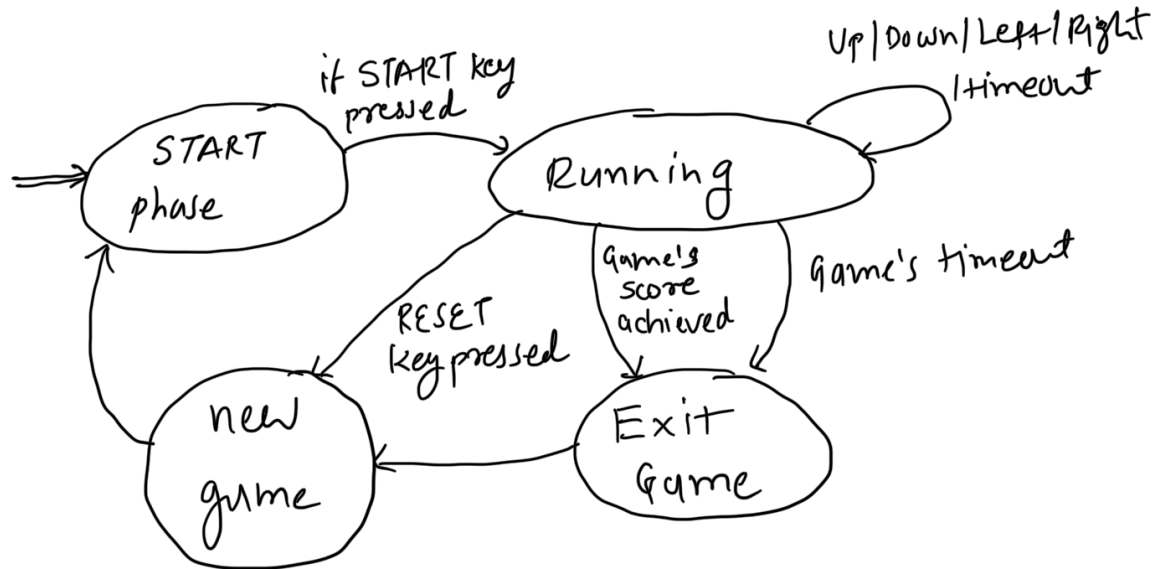 if START key
pressed
Up/Down/Left/Right
/timeout
START
phase
Running
Game's
score
achieved
Game's timeout
RESET
key pressed
new
game
Exit
Game